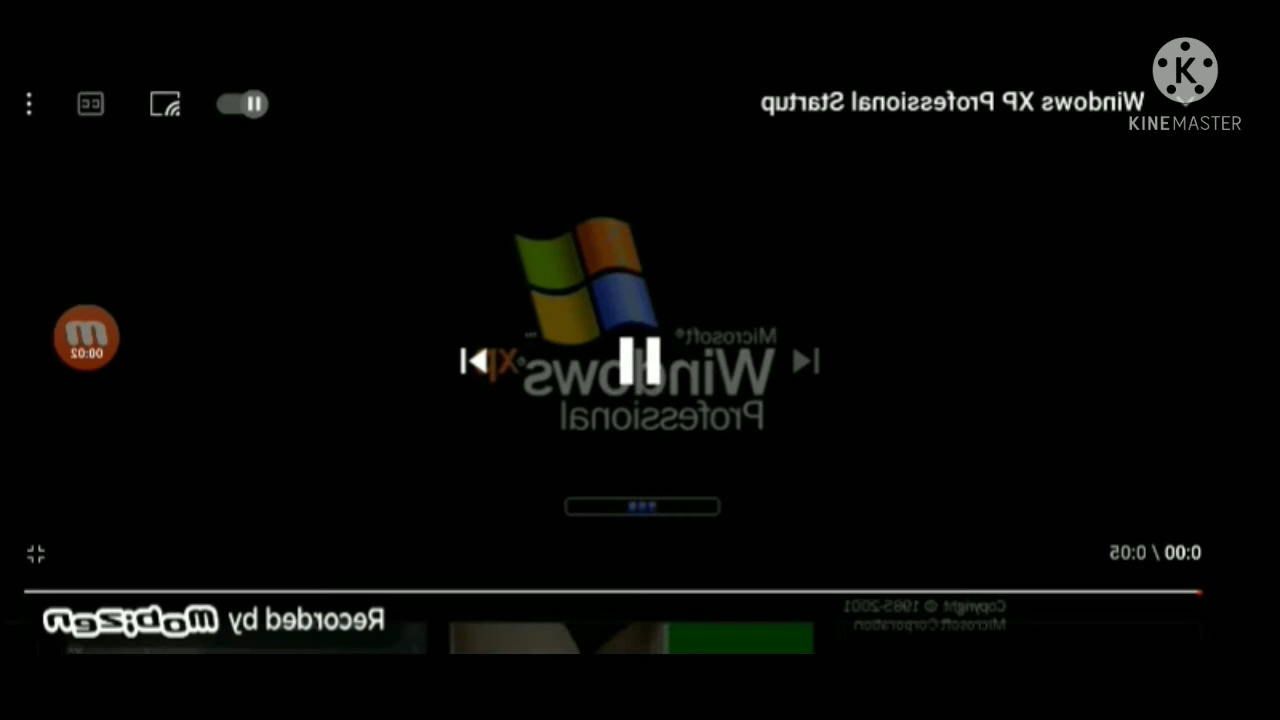 Windows XP Professional Startup
K
KINEMASTER
Microsoft®
Windows® XP
Professional
m
00:02
0:00 / 0:05
Recorded by mobizen
Copyright © 1985-2001
Microsoft Corporation